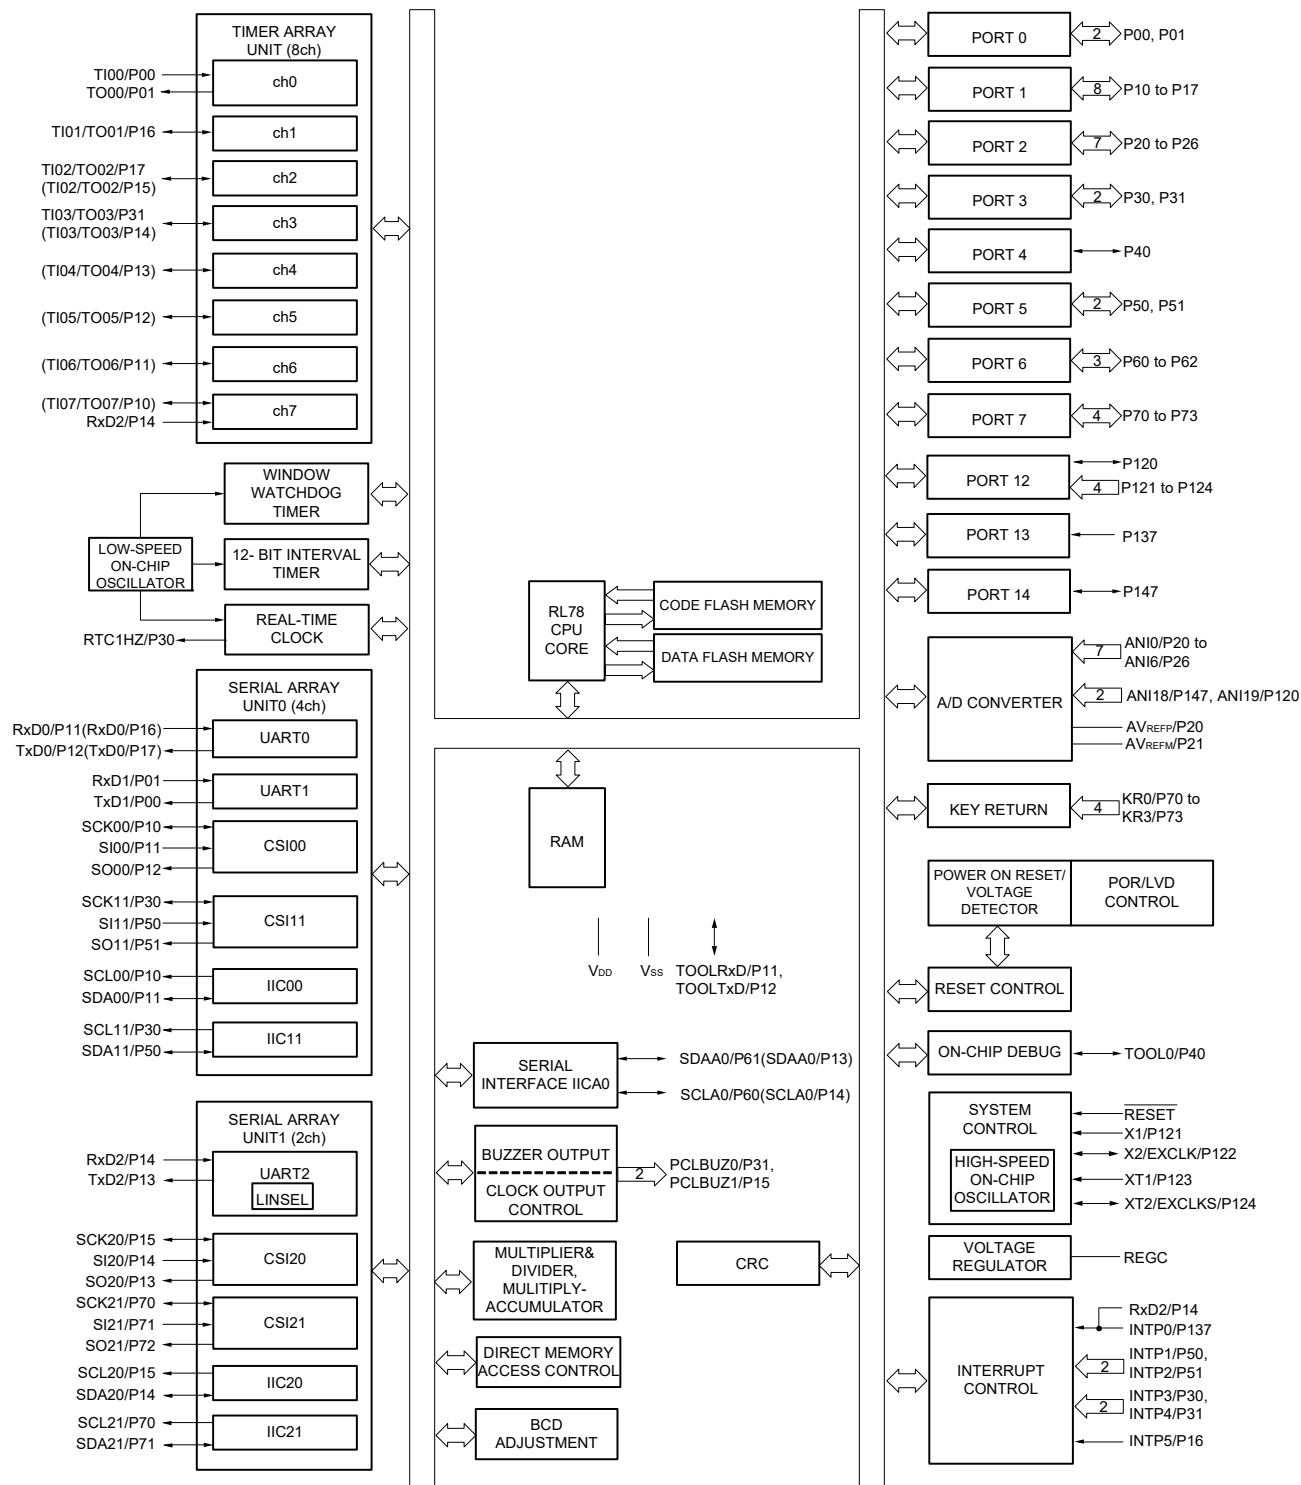 TIMER ARRAY
UNIT (8ch)
TI00/P00
TO00/P01
ch0
TI01/TO01/P16
ch1
TI02/TO02/P17
(TI02/TO02/P15)
ch2
TI03/TO03/P31
(TI03/TO03/P14)
ch3
(TI04/TO04/P13)
ch4
(TI05/TO05/P12)
ch5
(TI06/TO06/P11)
ch6
(TI07/TO07/P10)
RxD2/P14
ch7
WINDOW
WATCHDOG
TIMER
LOW-SPEED
ON-CHIP
OSCILLATOR
12- BIT INTERVAL
TIMER
REAL-TIME
CLOCK
RTC1HZ/P30
SERIAL ARRAY
UNIT0 (4ch)
RxD0/P11(RxD0/P16)
TxD0/P12(TxD0/P17)
UART0
RxD1/P01
TxD1/P00
UART1
SCK00/P10
SI00/P11
SO00/P12
CSI00
SCK11/P30
SI11/P50
SO11/P51
CSI11
SCL00/P10
SDA00/P11
IIC00
SCL11/P30
SDA11/P50
IIC11
SERIAL ARRAY
UNIT1 (2ch)
RxD2/P14
TxD2/P13
UART2
LINSEL
SCK20/P15
SI20/P14
SO20/P13
CSI20
SCK21/P70
SI21/P71
SO21/P72
CSI21
SCL20/P15
SDA20/P14
IIC20
SCL21/P70
SDA21/P71
IIC21
RL78
CPU
CORE
CODE FLASH MEMORY
DATA FLASH MEMORY
RAM
VDD
VSS
TOOLRxD/P11,
TOOLTxD/P12
SERIAL
INTERFACE IICA0
SDAA0/P61(SDAA0/P13)
SCLA0/P60(SCLA0/P14)
BUZZER OUTPUT
CLOCK OUTPUT
CONTROL
2
PCLBUZ0/P31,
PCLBUZ1/P15
MULTIPLIER&
DIVIDER,
MULITIPLY-
ACCUMULATOR
CRC
DIRECT MEMORY
ACCESS CONTROL
BCD
ADJUSTMENT
PORT 0
2
P00, P01
PORT 1
8
P10 to P17
PORT 2
7
P20 to P26
PORT 3
2
P30, P31
PORT 4
P40
PORT 5
2
P50, P51
PORT 6
3
P60 to P62
PORT 7
4
P70 to P73
PORT 12
P120
4
P121 to P124
PORT 13
P137
PORT 14
P147
A/D CONVERTER
7
ANI0/P20 to
ANI6/P26
2
ANI18/P147, ANI19/P120
AVREFP/P20
AVREFM/P21
KEY RETURN
4
KR0/P70 to
KR3/P73
POWER ON RESET/
VOLTAGE
DETECTOR
POR/LVD
CONTROL
RESET CONTROL
ON-CHIP DEBUG
TOOL0/P40
SYSTEM
CONTROL
HIGH-SPEED
ON-CHIP
OSCILLATOR
RESET
X1/P121
X2/EXCLK/P122
XT1/P123
XT2/EXCLKS/P124
VOLTAGE
REGULATOR
REGC
INTERRUPT
CONTROL
RxD2/P14
INTP0/P137
2
INTP1/P50,
INTP2/P51
2
INTP3/P30,
INTP4/P31
INTP5/P16